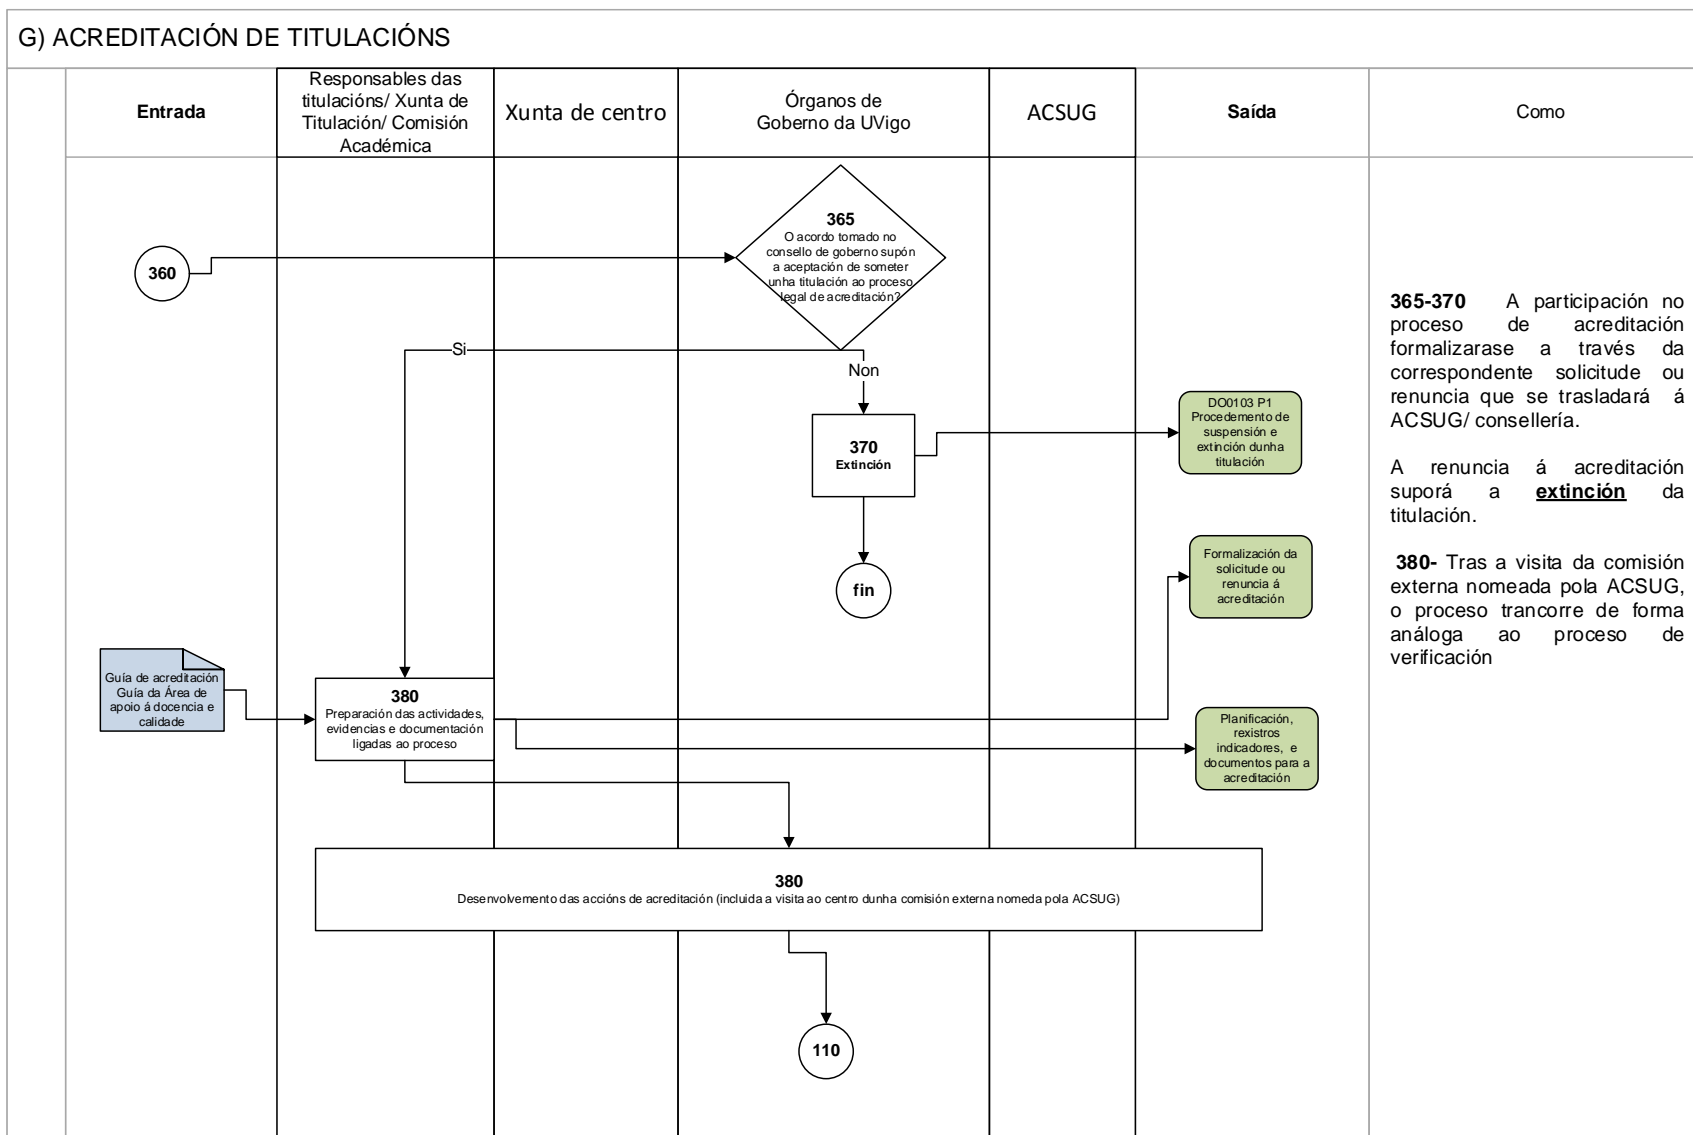 G) ACREDITACIÓN DE TITULACIÓNS
Entrada
Responsables das
titulacións/ Xunta de
Titulación/ Comisión
Académica
Xunta de centro
Órganos de
Goberno da UVigo
ACSUG
Saída
Como
360
365
O acordo tomado no
consello de goberno supón
a aceptación de someter
unha titulación ao proceso
legal de acreditación?
Si
Non
370
Extinción
DO0103 P1
Procedemento de
suspensión e
extinción dunha
titulación
fin
Formalización da
solicitude ou
renuncia á
acreditación
Guía de acreditación
Guía da Área de
apoio á docencia e
calidade
380
Preparación das actividades,
evidencias e documentación
ligadas ao proceso
Planificación,
rexistros
indicadores, e
documentos para a
acreditación
380
Desenvolvemento das accións de acreditación (incluida a visita ao centro dunha comisión externa nomeda pola ACSUG)
110
365-370 A participación no
proceso de acreditación
formalizarase a través da
correspondente solicitude ou
renuncia que se trasladará á
ACSUG/ consellería.
A renuncia á acreditación
suporá a extinción da
titulación.
380- Tras a visita da comisión
externa nomeada pola ACSUG,
o proceso trancorre de forma
análoga ao proceso de
verificación